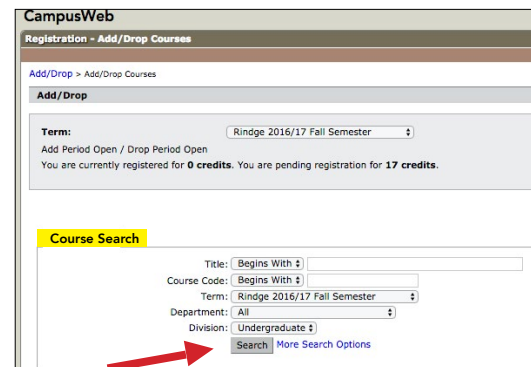 CampusWeb
Registration - Add/Drop Courses
Add/Drop > Add/Drop Courses
Add/Drop
Term: Rindge 2016/17 Fall Semester
Add Period Open / Drop Period Open
You are currently registered for 0 credits. You are pending registration for 17 credits.
Course Search
Title: Begins With
Course Code: Begins With
Term: Rindge 2016/17 Fall Semester
Department: All
Division: Undergraduate
Search More Search Options